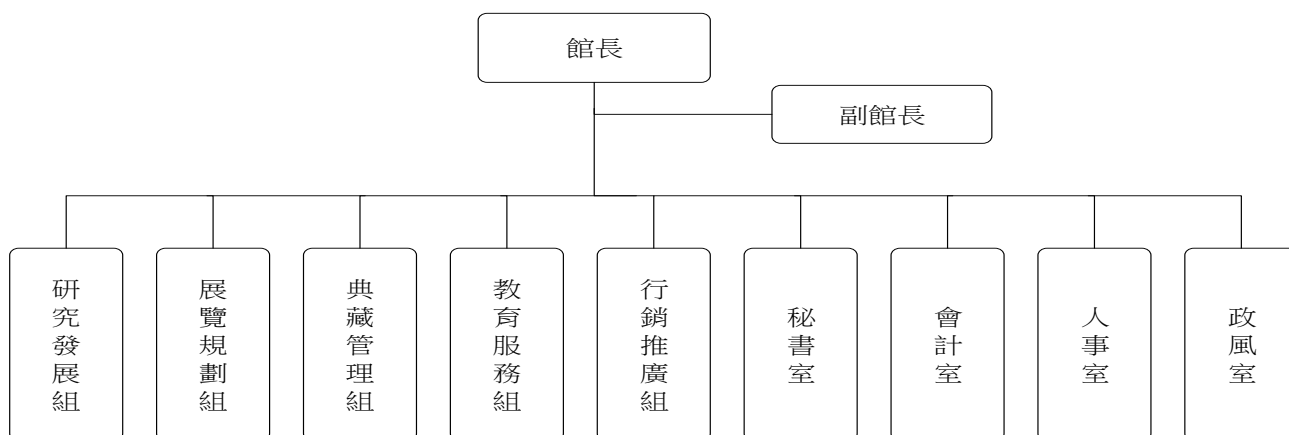 館長
副館長
研究發展組
展覽規劃組
典藏管理組
教育服務組
行銷推廣組
秘書室
會計室
人事室
政風室